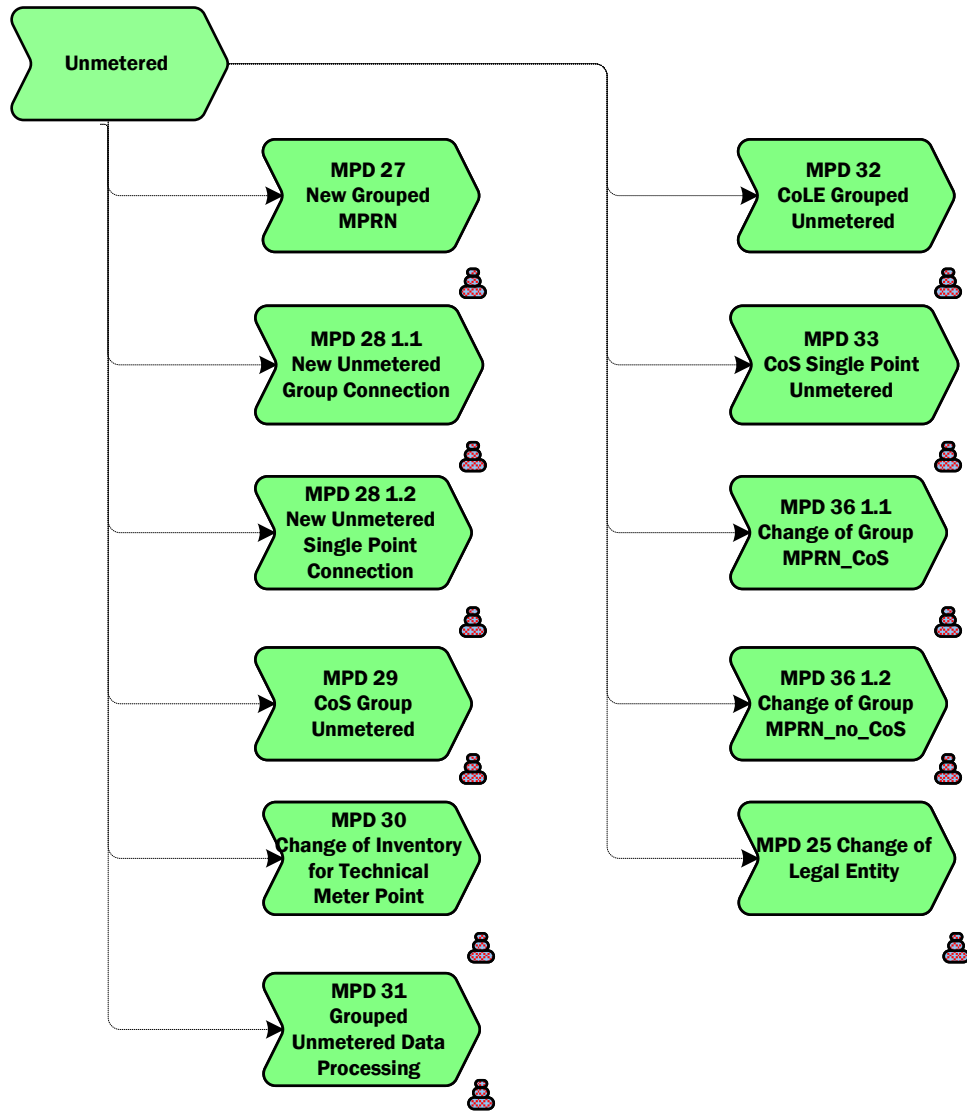 Unmetered
MPD 27
New Grouped
MPRN
MPD 28 1.1
New Unmetered
Group Connection
MPD 28 1.2
New Unmetered
Single Point
Connection
MPD 29
CoS Group
Unmetered
MPD 30
Change of Inventory
for Technical
Meter Point
MPD 31
Grouped
Unmetered Data
Processing
MPD 32
CoLE Grouped
Unmetered
MPD 33
CoS Single Point
Unmetered
MPD 36 1.1
Change of Group
MPRN_CoS
MPD 36 1.2
Change of Group
MPRN_no_CoS
MPD 25 Change of
Legal Entity